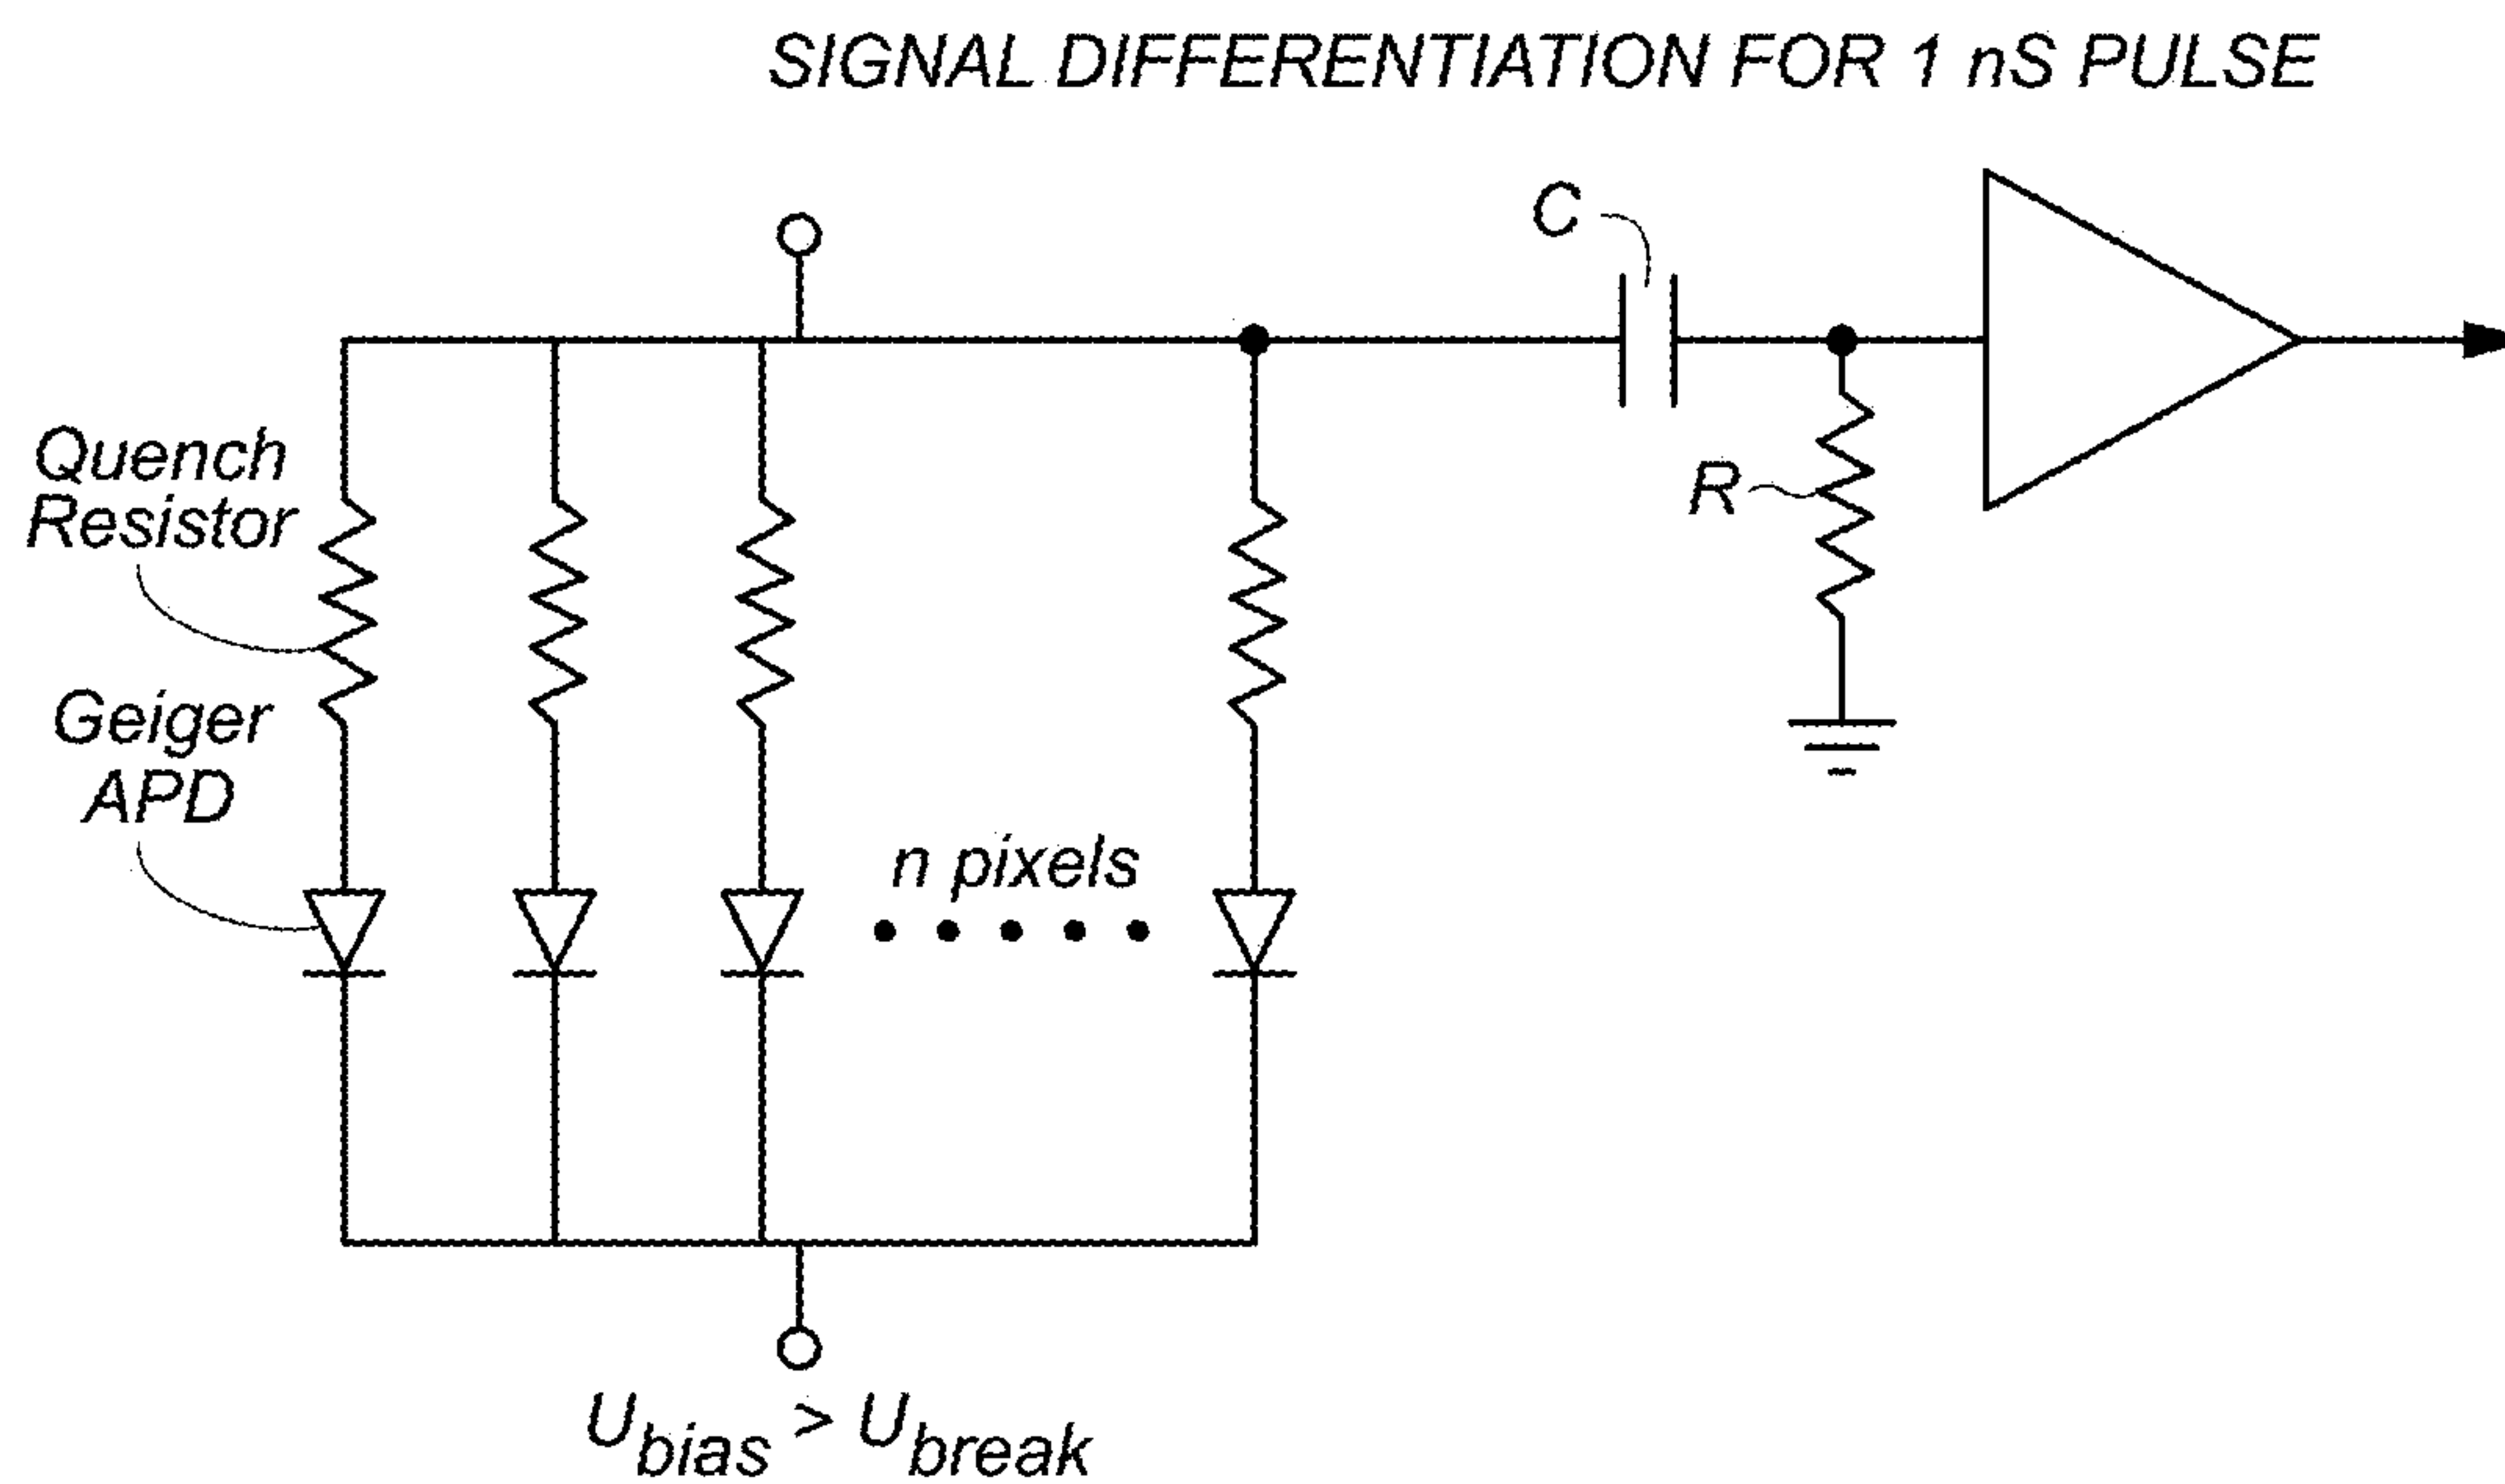 SIGNAL DIFFERENTIATION FOR 1 nS PULSE
C
Quench
Resistor
R
Geiger
APD
n pixels
Ubias > Ubreak